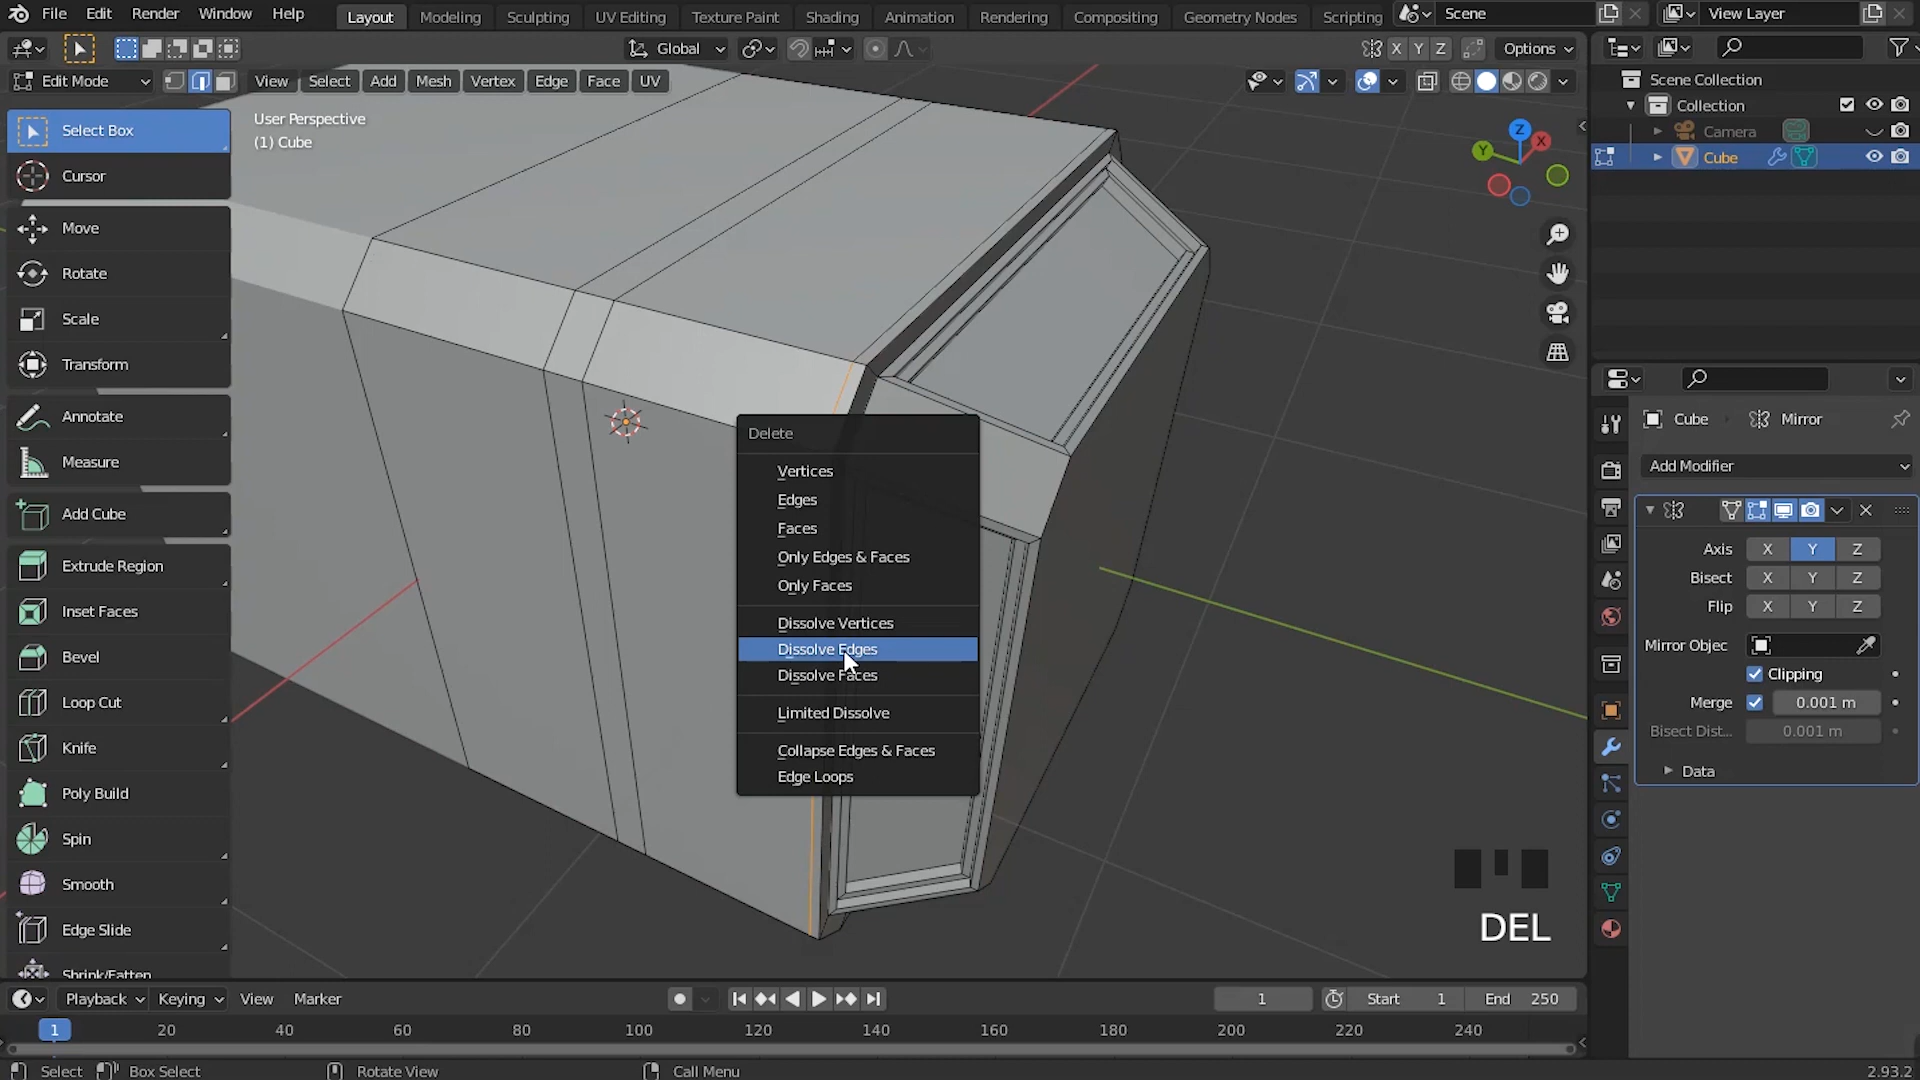 File Edit Render Window Help Layout Modeling Sculpting UV Editing Texture Paint Shading Animation Rendering Compositing Geometry Nodes Scripting Scene View Layer
Global X Y Z Options
Edit Mode View Select Add Mesh Vertex Edge Face UV
Scene Collection
Collection
Camera
Cube
User Perspective
(1) Cube
Select Box
Cursor
Move
Rotate
Scale
Transform
Annotate
Measure
Add Cube
Extrude Region
Inset Faces
Bevel
Loop Cut
Knife
Poly Build
Spin
Smooth
Edge Slide
Shrink/Fatten
Z
X
Y
Delete
Vertices
Edges
Faces
Only Edges & Faces
Only Faces
Dissolve Vertices
Dissolve Edges
Dissolve Faces
Limited Dissolve
Collapse Edges & Faces
Edge Loops
DEL
Cube Mirror
Add Modifier
Axis X Y Z
Bisect X Y Z
Flip X Y Z
Mirror Objec
Clipping
Merge 0.001 m
Bisect Dist... 0.001 m
Data
Playback Keying View Marker 1 Start 1 End 250
1 20 40 60 80 100 120 140 160 180 200 220 240
Select Box Select Rotate View Call Menu 2.93.2